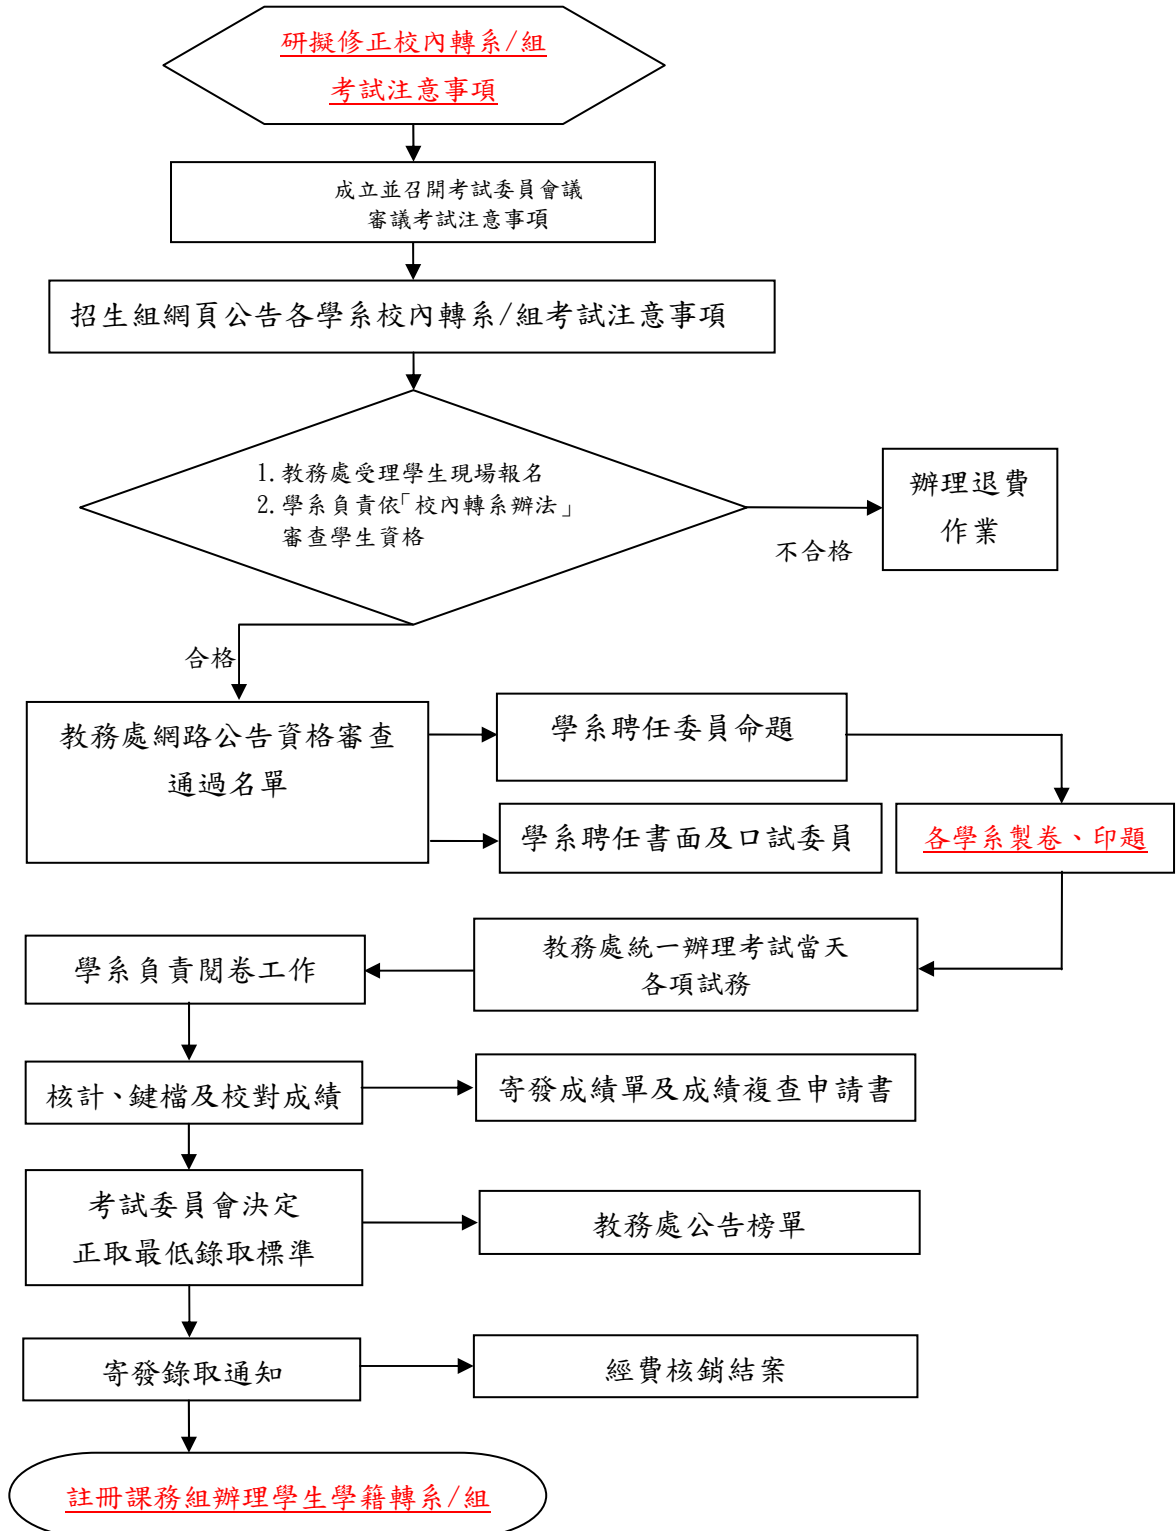 研擬修正校內轉系/組
考試注意事項
成立並召開考試委員會議
審議考試注意事項
招生組網頁公告各學系校內轉系/組考試注意事項
1.教務處受理學生現場報名
2.學系負責依「校內轉系辦法」
審查學生資格
辦理退費
作業
不合格
合格
教務處網路公告資格審查
通過名單
學系聘任委員命題
學系聘任書面及口試委員
各學系製卷、印題
教務處統一辦理考試當天
各項試務
學系負責閱卷工作
核計、鍵檔及校對成績
寄發成績單及成績複查申請書
考試委員會決定
正取最低錄取標準
教務處公告榜單
寄發錄取通知
經費核銷結案
註冊課務組辦理學生學籍轉系/組